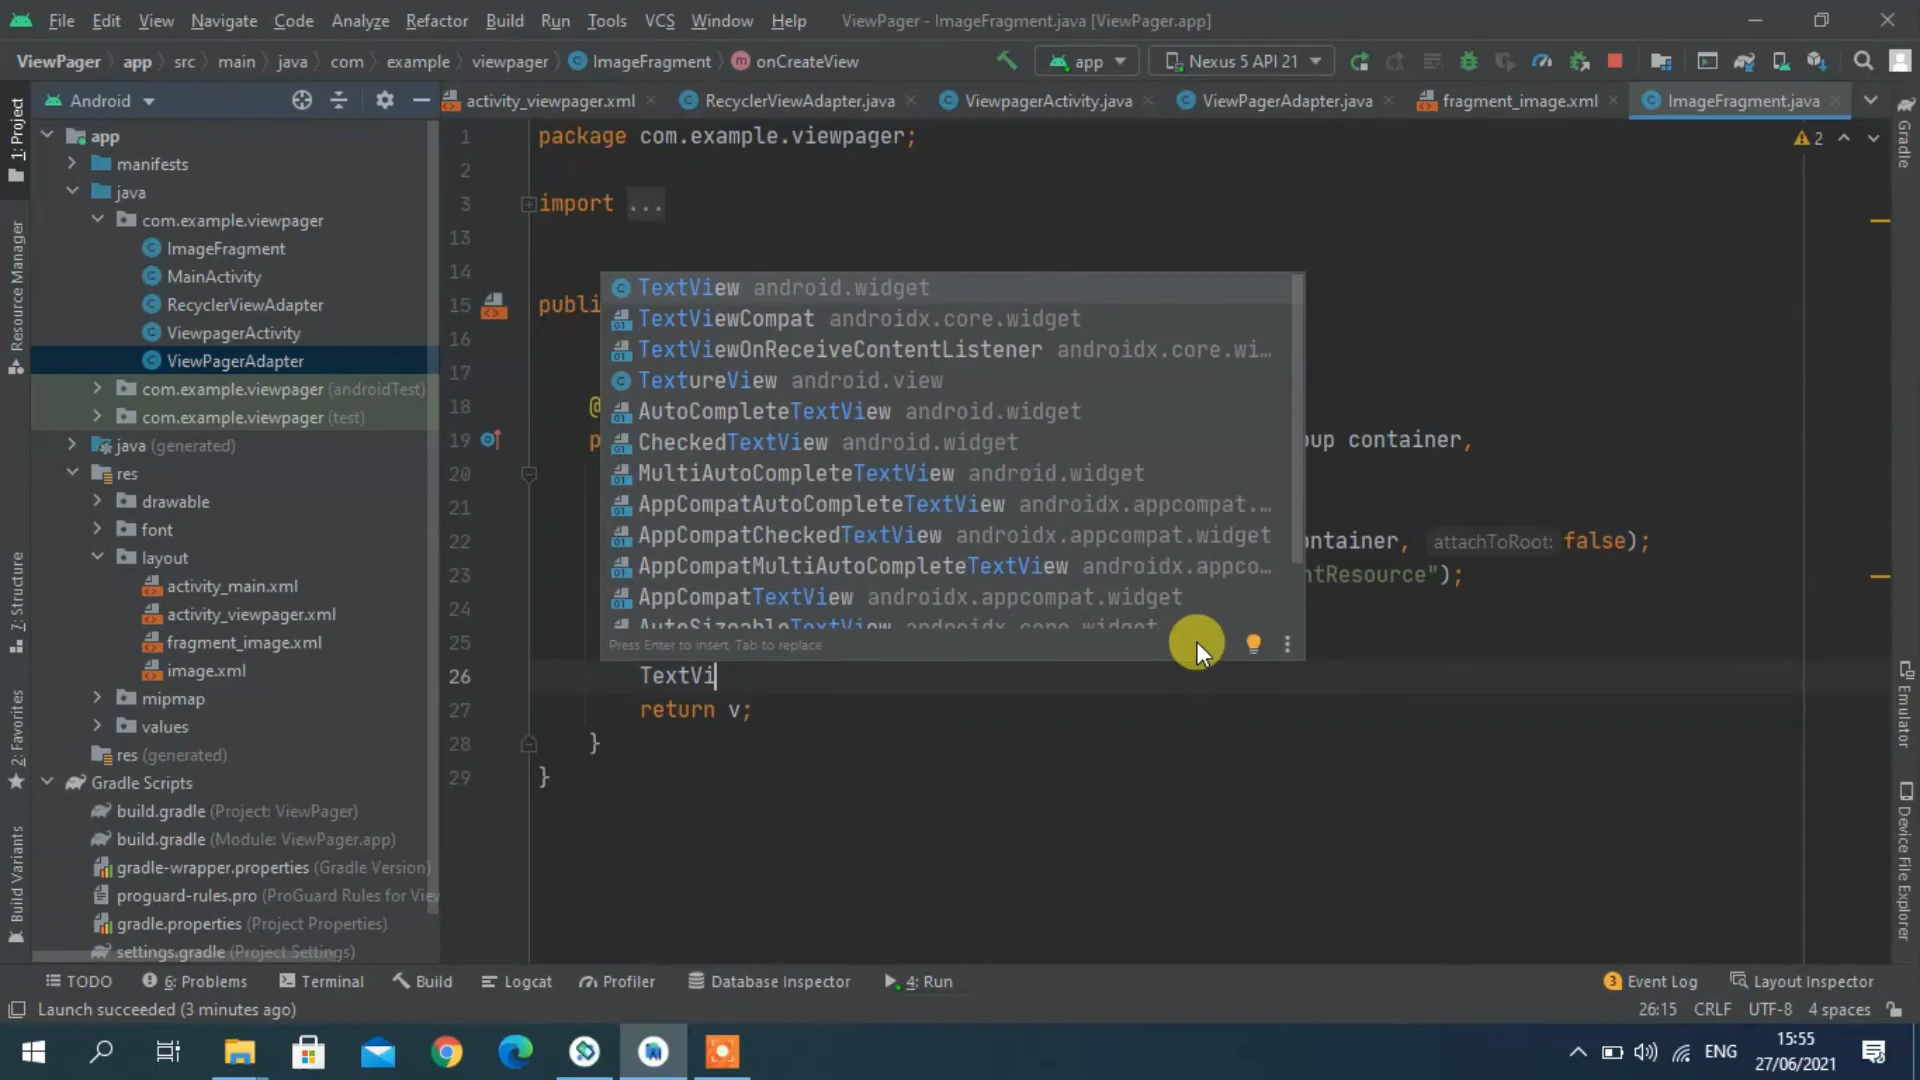 File Edit View Navigate Code Analyze Refactor Build Run Tools VCS Window Help ViewPager - ImageFragment.java [ViewPager.app]
ViewPager app src main java com example viewpager ImageFragment onCreateView app Nexus 5 API 21
Android
activity_viewpager.xml RecyclerViewAdapter.java ViewpagerActivity.java ViewPagerAdapter.java fragment_image.xml ImageFragment.java
1: Project
Resource Manager
7: Structure
2: Favorites
Build Variants
app
manifests
java
com.example.viewpager
ImageFragment
MainActivity
RecyclerViewAdapter
ViewpagerActivity
ViewPagerAdapter
com.example.viewpager (androidTest)
com.example.viewpager (test)
java (generated)
res
drawable
font
layout
activity_main.xml
activity_viewpager.xml
fragment_image.xml
image.xml
mipmap
values
res (generated)
Gradle Scripts
build.gradle (Project: ViewPager)
build.gradle (Module: ViewPager.app)
gradle-wrapper.properties (Gradle Version)
proguard-rules.pro (ProGuard Rules for View
gradle.properties (Project Properties)
settings.gradle (Project Settings)
1 package com.example.viewpager; 2
2
3 import ...
13
14
15 publi
16
17
18 @
19 p up container,
20
21
22 ontainer, attachToRoot: false);
23 ntResource");
24
25
26 TextVi
27 return v;
28 }
29 }
TextView android.widget
TextViewCompat androidx.core.widget
TextViewOnReceiveContentListener androidx.core.wi...
TextureView android.view
AutoCompleteTextView android.widget
CheckedTextView android.widget
MultiAutoCompleteTextView android.widget
AppCompatAutoCompleteTextView androidx.appcompat....
AppCompatCheckedTextView androidx.appcompat.widget
AppCompatMultiAutoCompleteTextView androidx.appco...
AppCompatTextView androidx.appcompat.widget
AutoSizeableTextView androidx.core.widget
Press Enter to insert, Tab to replace
Gradle
Emulator
Device File Explorer
TODO 6: Problems Terminal Build Logcat Profiler Database Inspector 4: Run 3 Event Log Layout Inspector
Launch succeeded (3 minutes ago) 26:15 CRLF UTF-8 4 spaces
ENG 15:55
27/06/2021